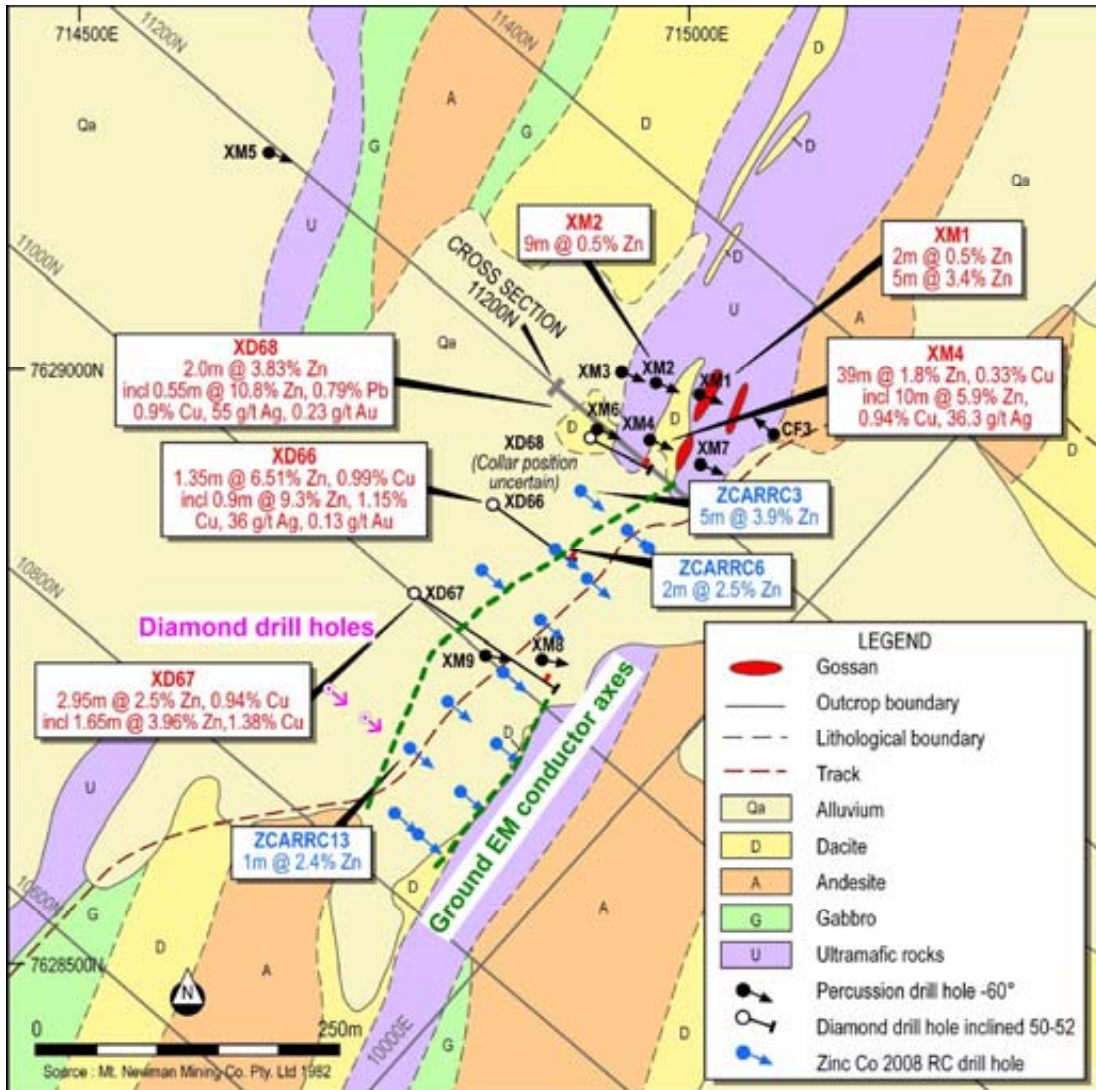 714500E
11200N
11400N
715000E
D
D
Qa
A
G
D
D
XM5
G
Qa
U
XM2
9m @ 0.5% Zn
XM1
2m @ 0.5% Zn
5m @ 3.4% Zn
D
11000N
CROSS SECTION
11200N
U
A
A
Qa
XD68
2.0m @ 3.83% Zn
incl 0.55m @ 10.8% Zn, 0.79% Pb
0.9% Cu, 55 g/t Ag, 0.23 g/t Au
XM4
39m @ 1.8% Zn, 0.33% Cu
incl 10m @ 5.9% Zn,
0.94% Cu, 36.3 g/t Ag
7629000N
XM3
XM2
XM1
XM6
XM4
D
D
CF3
XM7
D
XD68
(Collar position
uncertain)
XD66
1.35m @ 6.51% Zn, 0.99% Cu
incl 0.9m @ 9.3% Zn, 1.15%
Cu, 36 g/t Ag, 0.13 g/t Au
XD66
ZCARRC3
5m @ 3.9% Zn
ZCARRC6
2m @ 2.5% Zn
10800N
XD67
Diamond drill holes
XM9
XM8
XD67
2.95m @ 2.5% Zn, 0.94% Cu
incl 1.65m @ 3.96% Zn,1.38% Cu
D
U
Ground EM conductor axes
ZCARRC13
1m @ 2.4% Zn
10600N
G
D
A
D
A
7628500N
N
10000E
G
A
D
U
0
250m
Source : Mt. Newman Mining Co. Pty. Ltd 1982
LEGEND
Gossan
Outcrop boundary
Lithological boundary
Track
Qa Alluvium
D Dacite
A Andesite
G Gabbro
U Ultramafic rocks
Percussion drill hole -60°
Diamond drill hole inclined 50-52
Zinc Co 2008 RC drill hole